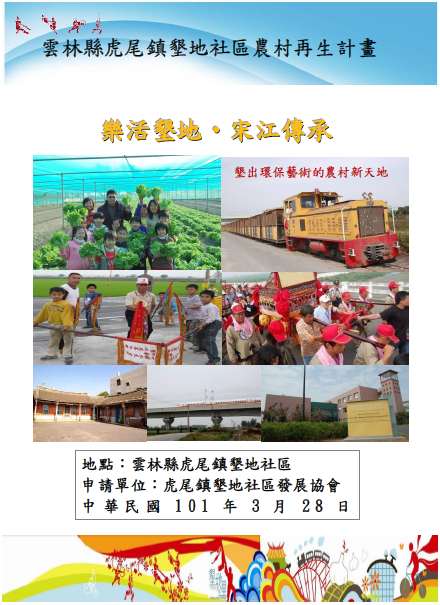 雲林縣虎尾鎮墾地社區農村再生計畫
樂活墾地•宋江傳承
墾出環保藝術的農村新天地
地點：雲林縣虎尾鎮墾地社區
申請單位：虎尾鎮墾地社區發展協會
中華民國 101 年 3 月 28 日